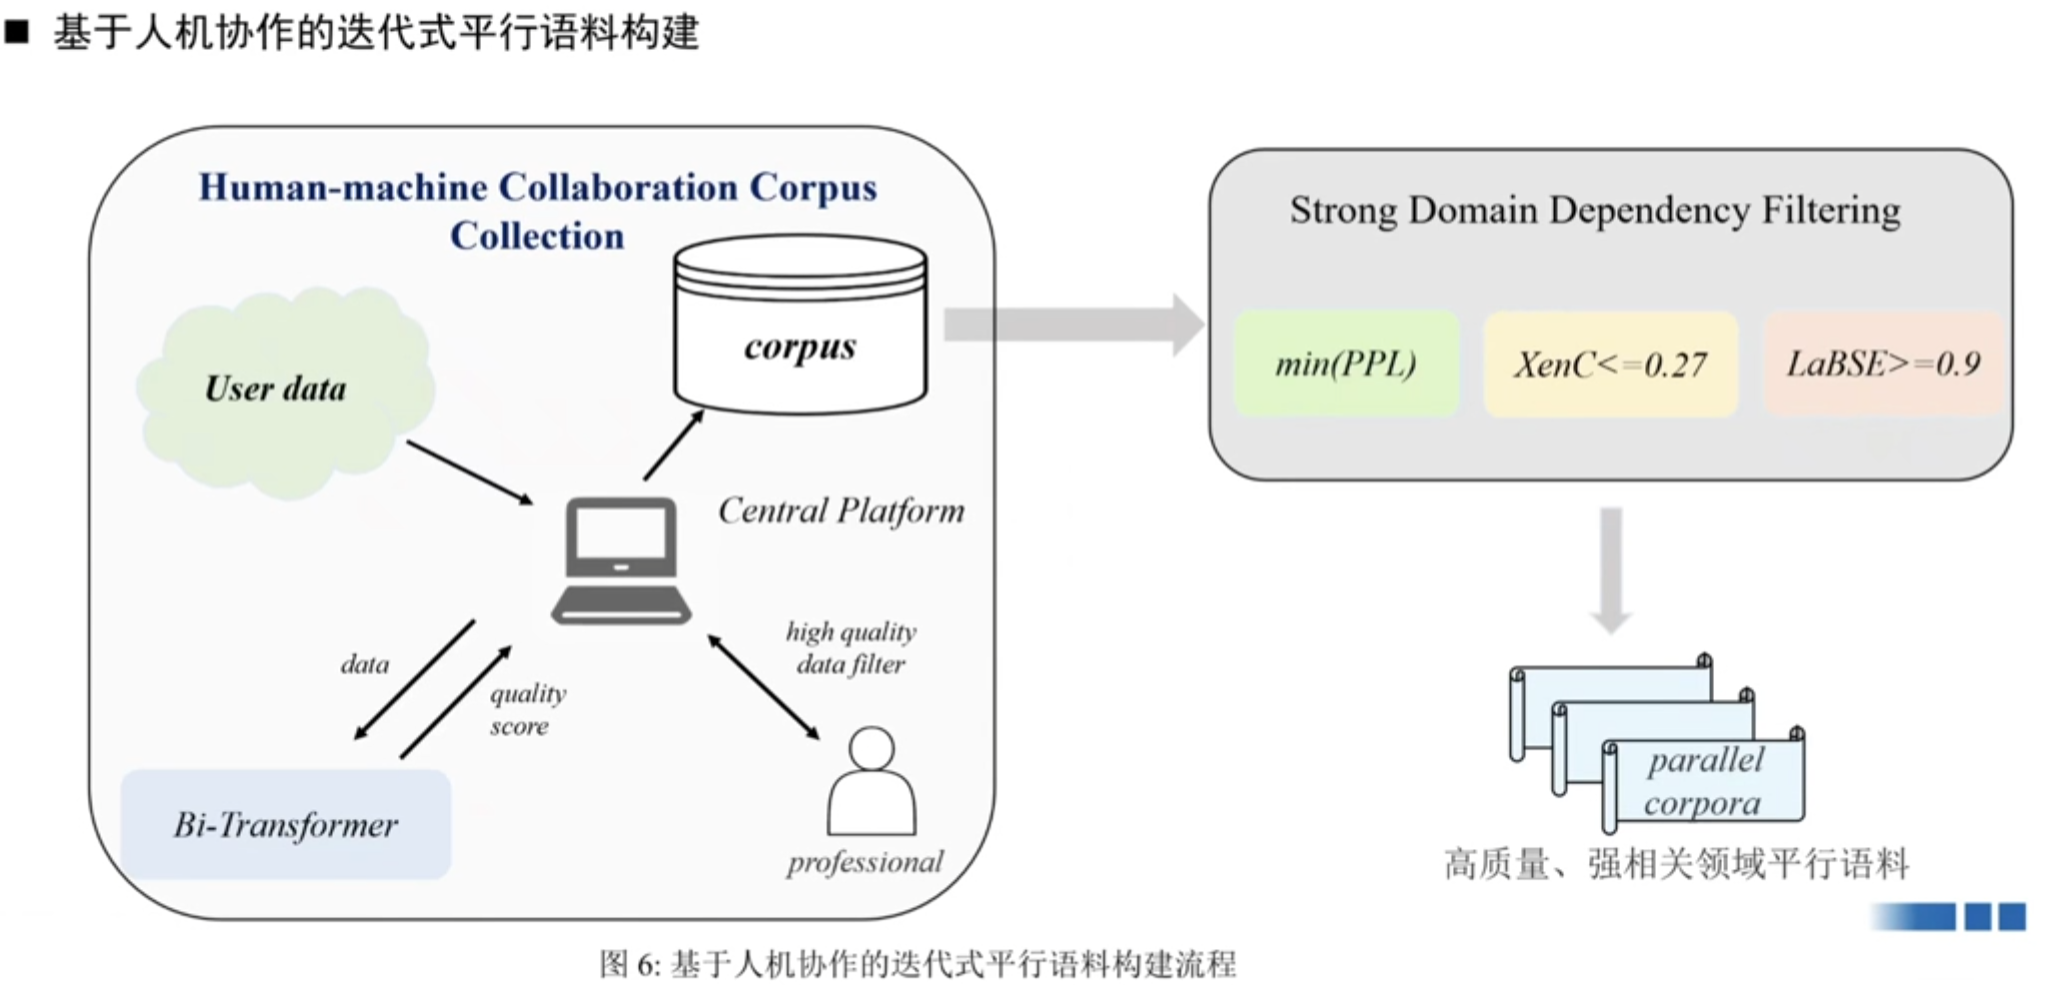 ■ 基于人机协作的迭代式平行语料构建
Human-machine Collaboration Corpus
Collection
User data
corpus
Central Platform
data
quality
score
high quality
data filter
Bi-Transformer
professional
Strong Domain Dependency Filtering
min(PPL)
XenC<=0.27
LaBSE>=0.9
parallel
corpora
高质量、强相关领域平行语料
图 6: 基于人机协作的迭代式平行语料构建流程